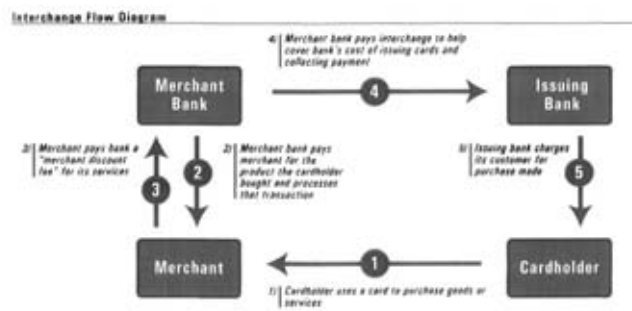 Interchange Flow Diagram
4) Merchant bank pays interchange to help
cover bank's cost of issuing cards and
collecting payment
Merchant
Bank
4
Issuing
Bank
3) Merchant pays bank a
"merchant discount
fee" for its services
3
2
2) Merchant bank pays
merchant for the
product the cardholder
bought and processes
that transaction
5) Issuing bank charges
its customer for
purchase made
5
Merchant
1
Cardholder
1) Cardholder uses a card to purchase goods or
services